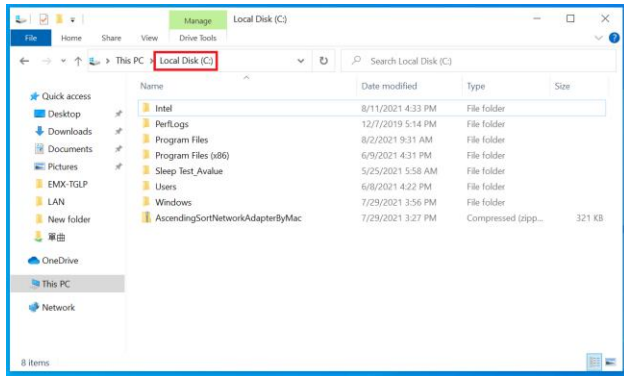 Manage Local Disk (C:)
File Home Share View Drive Tools
This PC > Local Disk (C:) Search Local Disk (C:)
Name Date modified Type Size
Quick access
Desktop
Downloads
Documents
Pictures
EMX-TGLP
LAN
New folder
單曲
OneDrive
This PC
Network
Intel 8/11/2021 4:33 PM File folder
PerfLogs 12/7/2019 5:14 PM File folder
Program Files 8/2/2021 9:31 AM File folder
Program Files (x86) 6/9/2021 4:31 PM File folder
Sleep Test_Avalue 5/25/2021 5:58 AM File folder
Users 6/8/2021 4:22 PM File folder
Windows 7/29/2021 3:56 PM File folder
AscendingSortNetworkAdapterByMac 7/29/2021 3:27 PM Compressed (zipp... 321 KB
8 items